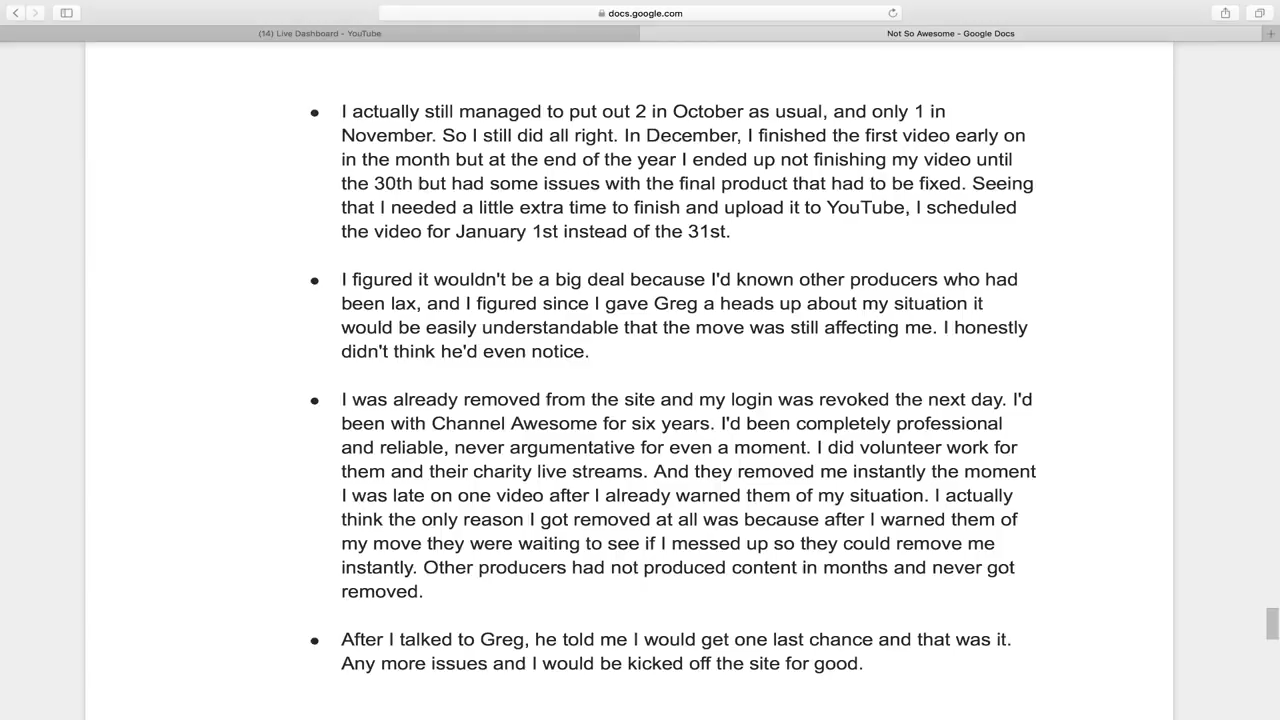 docs.google.com
(14) Live Dashboard - YouTube
Not So Awesome - Google Docs
● I actually still managed to put out 2 in October as usual, and only 1 in
November. So I still did all right. In December, I finished the first video early on
in the month but at the end of the year I ended up not finishing my video until
the 30th but had some issues with the final product that had to be fixed. Seeing
that I needed a little extra time to finish and upload it to YouTube, I scheduled
the video for January 1st instead of the 31st.
● I figured it wouldn't be a big deal because I'd known other producers who had
been lax, and I figured since I gave Greg a heads up about my situation it
would be easily understandable that the move was still affecting me. I honestly
didn't think he'd even notice.
● I was already removed from the site and my login was revoked the next day. I'd
been with Channel Awesome for six years. I'd been completely professional
and reliable, never argumentative for even a moment. I did volunteer work for
them and their charity live streams. And they removed me instantly the moment
I was late on one video after I already warned them of my situation. I actually
think the only reason I got removed at all was because after I warned them of
my move they were waiting to see if I messed up so they could remove me
instantly. Other producers had not produced content in months and never got
removed.
● After I talked to Greg, he told me I would get one last chance and that was it.
Any more issues and I would be kicked off the site for good.